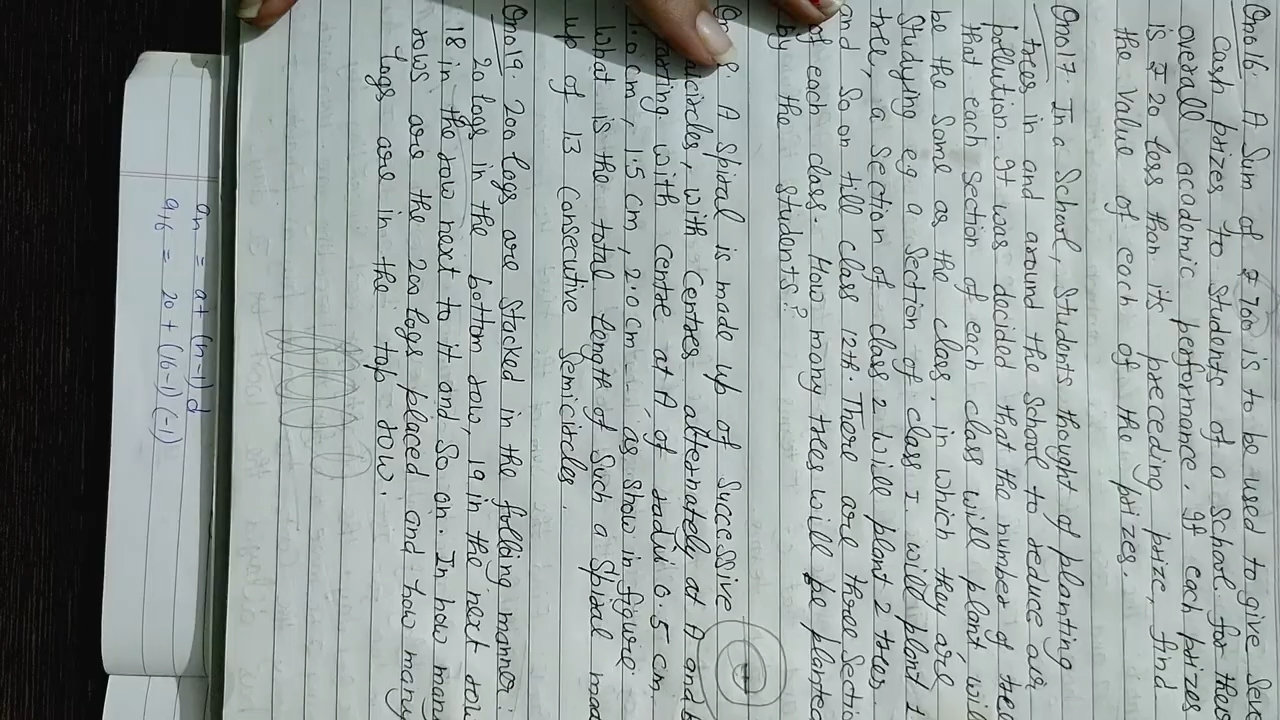 Qno16. A Sum of ₹ 700 is to be used to give Seve
Cash prizes to Students of a School for thei
overall academic performance. If each prizes
is ₹ 20 less than its preceding prize, find
the value of each of the prizes.
Qno17. In a School, Students thought of planting
trees in and around the School to reduce air
pollution. It was decided that the number of tree
that each Section of each class will plant wil
be the Same as the class, in which they are
Studying eg a Section of class I will plant 1
tree, a Section of class 2 will plant 2 trees
and So on till class 12th. There are three Sectio
of each class. How many trees will be planted
by the Students?
A Spiral is made up of Successive
circles, with Centres alternately at A and B
arting with centre at A, of radii 0.5 cm
1.0 cm, 1.5 cm, 2.0 cm -- as Show in figure
What is the total length of Such a Spiral mad
up of 13 Consecutive Semicircles.
Qno19. 200 logs are Stacked in the folling manner:
20 logs in the bottom row, 19 in the next row
18 in the row next to it and So on. In how many
rows are the 200 logs placed and how many
logs are in the top row.
an = a + (n-1) d
a16 = 20 + (16-1) (-1)